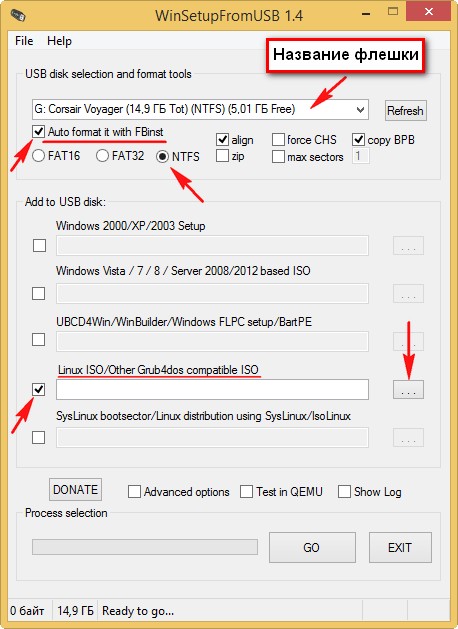 WinSetupFromUSB 1.4
File Help
Название флешки
USB disk selection and format tools
G: Corsair Voyager (14,9 ГБ Tot) (NTFS) (5,01 ГБ Free)
Refresh
Auto format it with FBinst
align
force CHS
copy BPB
FAT16
FAT32
NTFS
zip
max sectors
1
Add to USB disk:
Windows 2000/XP/2003 Setup
...
Windows Vista / 7 / 8 / Server 2008/2012 based ISO
...
UBCD4Win/WinBuilder/Windows FLPC setup/BartPE
...
Linux ISO/Other Grub4dos compatible ISO
...
SysLinux bootsector/Linux distribution using SysLinux/IsoLinux
...
DONATE
Advanced options
Test in QEMU
Show Log
Process selection
GO
EXIT
0 байт
14,9 ГБ
Ready to go...